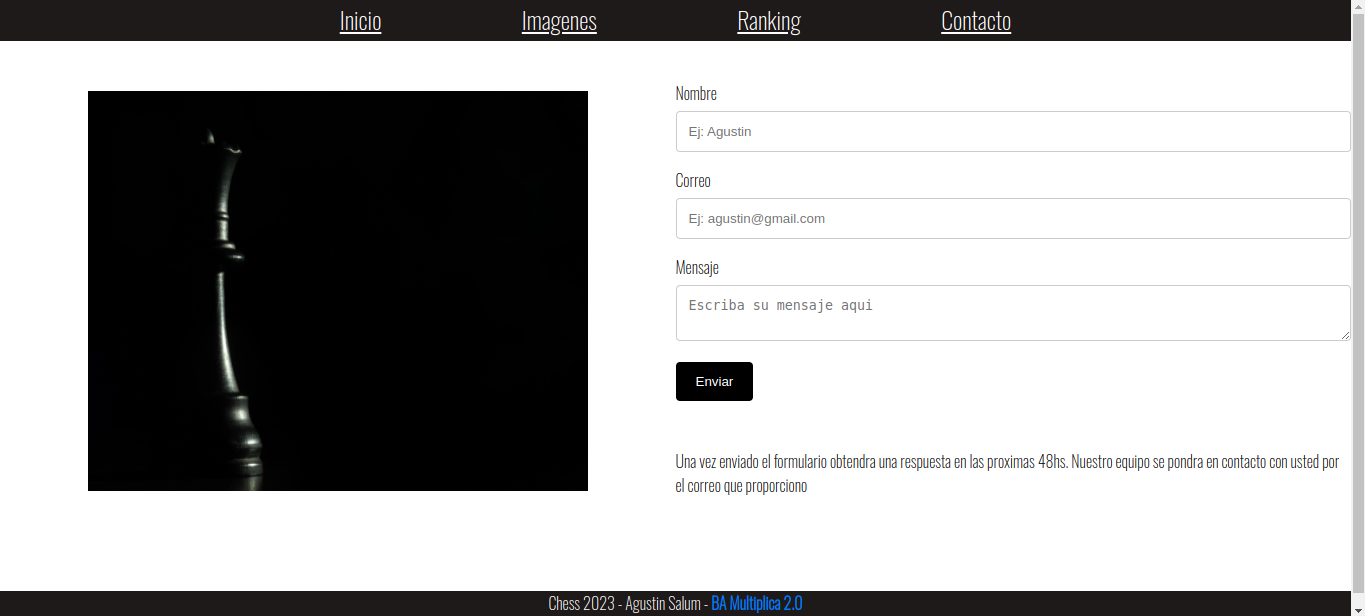 Inicio Imagenes Ranking Contacto
Nombre
Ej: Agustin
Correo
Ej: agustin@gmail.com
Mensaje
Escriba su mensaje aqui
Enviar
Una vez enviado el formulario obtendra una respuesta en las proximas 48hs. Nuestro equipo se pondra en contacto con usted por
el correo que proporciono
Chess 2023 - Agustin Salum - BA Multiplica 2.0